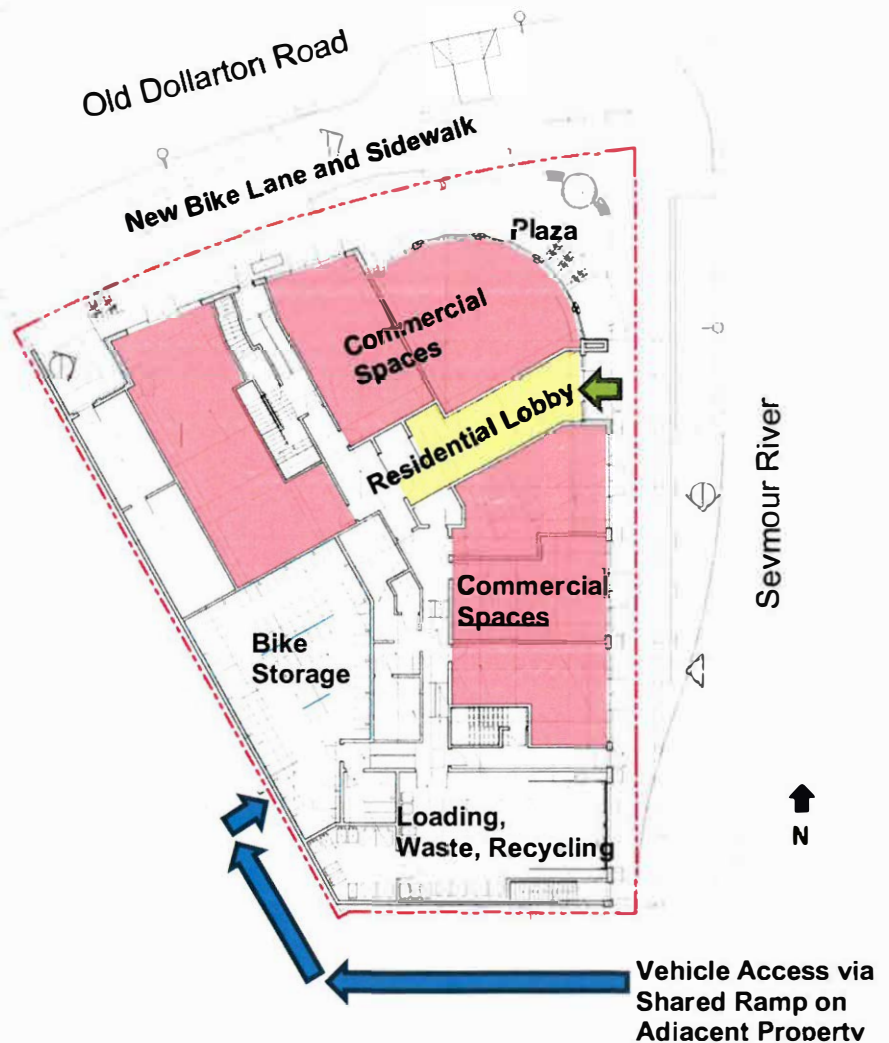 Old Dollarton Road
New Bike Lane and Sidewalk
Plaza
Commercial
Spaces
Residential Lobby
Sevmour River
Commercial
Spaces
Bike
Storage
Loading,
Waste, Recycling
N
Vehicle Access via
Shared Ramp on
Adjacent Property